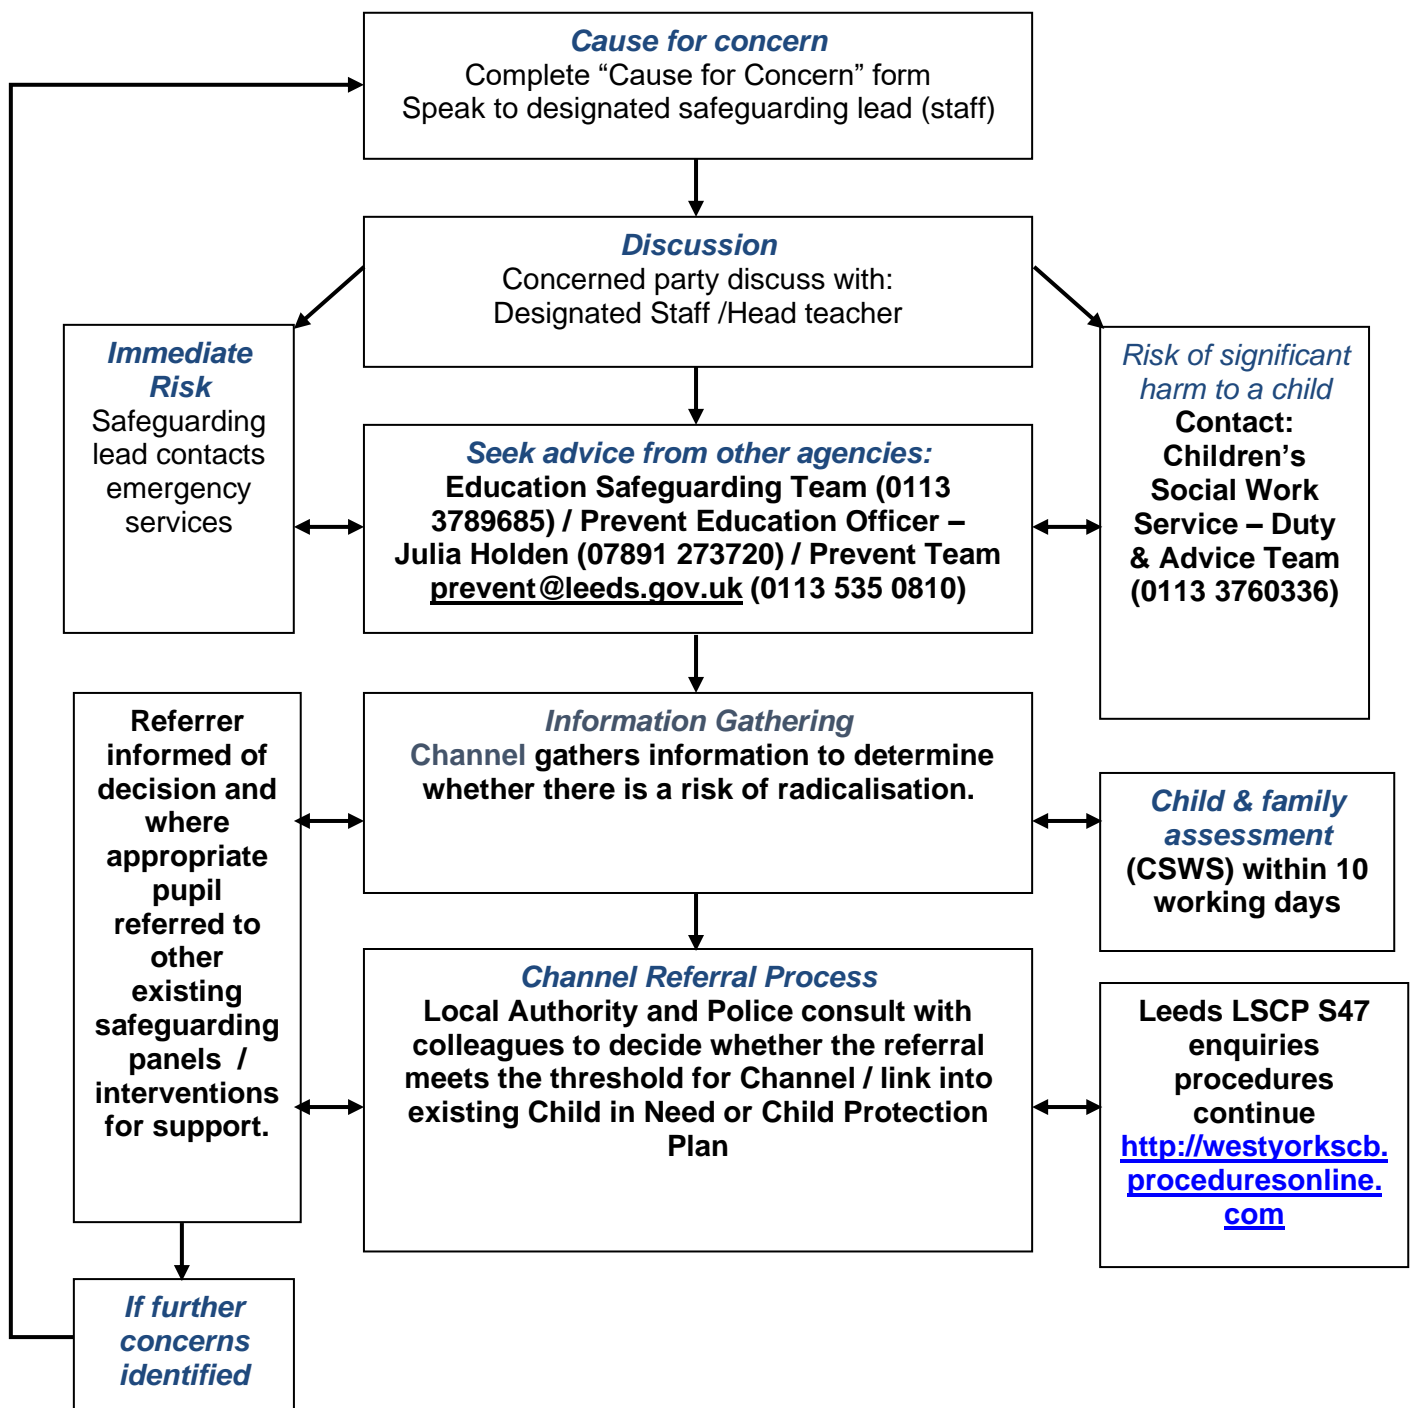 Cause for concern
Complete “Cause for Concern” form
Speak to designated safeguarding lead (staff)
Discussion
Concerned party discuss with:
Designated Staff /Head teacher
Immediate
Risk
Safeguarding
lead contacts
emergency
services
Seek advice from other agencies:
Education Safeguarding Team (0113
3789685) / Prevent Education Officer –
Julia Holden (07891 273720) / Prevent Team
prevent@leeds.gov.uk (0113 535 0810)
Risk of significant
harm to a child
Contact:
Children’s
Social Work
Service – Duty
& Advice Team
(0113 3760336)
Referrer
informed of
decision and
where
appropriate
pupil
referred to
other
existing
safeguarding
panels /
interventions
for support.
Information Gathering
Channel gathers information to determine
whether there is a risk of radicalisation.
Child & family
assessment
(CSWS) within 10
working days
Channel Referral Process
Local Authority and Police consult with
colleagues to decide whether the referral
meets the threshold for Channel / link into
existing Child in Need or Child Protection
Plan
Leeds LSCP S47
enquiries
procedures
continue
http://westyorkscb.
proceduresonline.
com
If further
concerns
identified